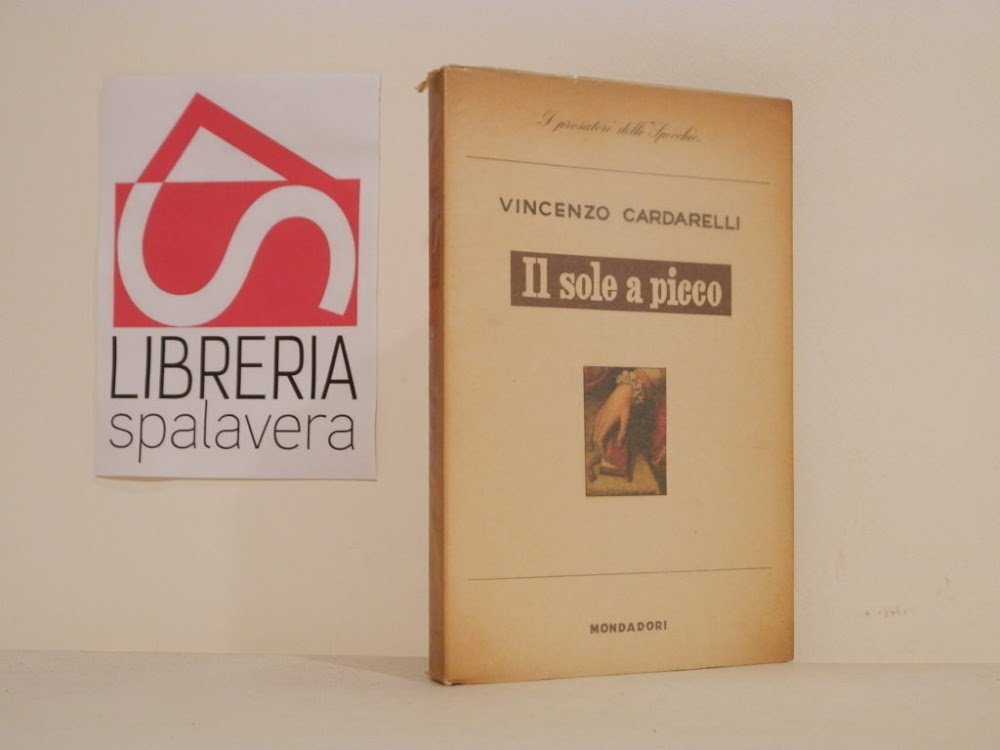 LIBRERIA
spalavera
I prosatori dello "Specchio"
VINCENZO CARDARELLI
Il sole a picco
MONDADORI